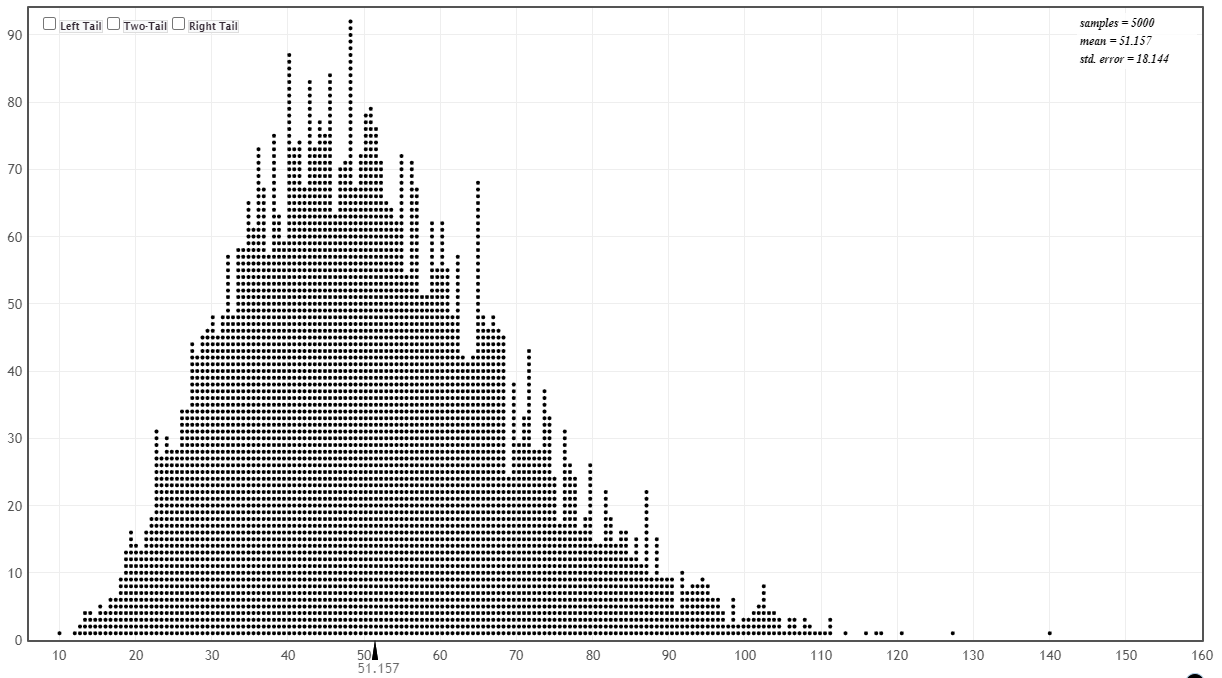 Left Tail Two-Tail Right Tail
samples = 5000
mean = 51.157
std. error = 18.144
90
80
70
60
50
40
30
20
10
0
10 20 30 40 50 60 70 80 90 100 110 120 130 140 150 160
51.157